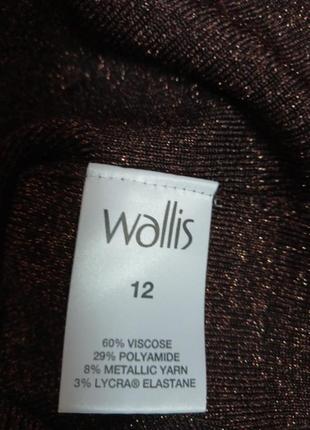 Wallis
12
60% VISCOSE
29% POLYAMIDE
8% METALLIC YARN
3% LYCRA® ELASTANE